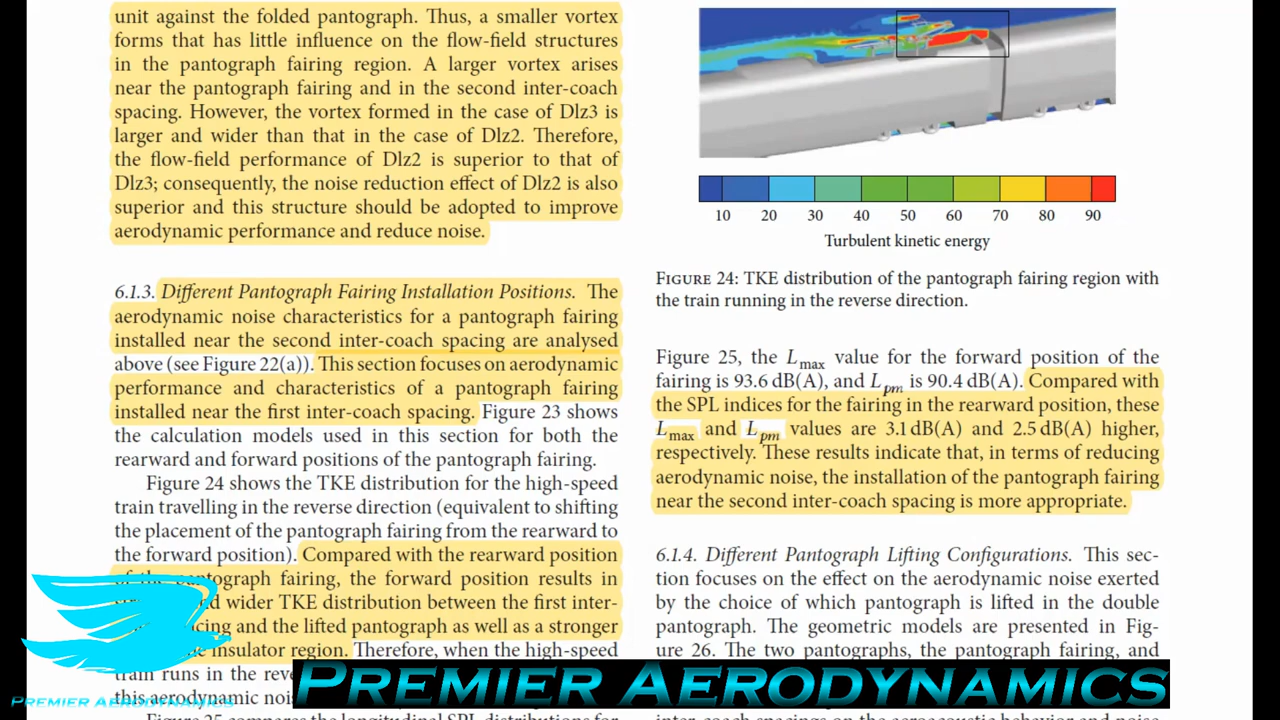 unit against the folded pantograph. Thus, a smaller vortex
forms that has little influence on the flow-field structures
in the pantograph fairing region. A larger vortex arises
near the pantograph fairing and in the second inter-coach
spacing. However, the vortex formed in the case of Dlz3 is
larger and wider than that in the case of Dlz2. Therefore,
the flow-field performance of Dlz2 is superior to that of
Dlz3; consequently, the noise reduction effect of Dlz2 is also
superior and this structure should be adopted to improve
aerodynamic performance and reduce noise.
6.1.3. Different Pantograph Fairing Installation Positions. The
aerodynamic noise characteristics for a pantograph fairing
installed near the second inter-coach spacing are analysed
above (see Figure 22(a)). This section focuses on aerodynamic
performance and characteristics of a pantograph fairing
installed near the first inter-coach spacing. Figure 23 shows
the calculation models used in this section for both the
rearward and forward positions of the pantograph fairing.
Figure 24 shows the TKE distribution for the high-speed
train travelling in the reverse direction (equivalent to shifting
the placement of the pantograph fairing from the rearward to
the forward position). Compared with the rearward position
pantograph fairing, the forward position results in
wider TKE distribution between the first inter-
and the lifted pantograph as well as a stronger
insulator region. Therefore, when the high-speed
train runs in the
this aerodynamic
Figure 25 compares the longitudinal SPL distributions for
10 20 30 40 50 60 70 80 90
Turbulent kinetic energy
FIGURE 24: TKE distribution of the pantograph fairing region with
the train running in the reverse direction.
Figure 25, the Lmax value for the forward position of the
fairing is 93.6 dB(A), and Lpm is 90.4 dB(A). Compared with
the SPL indices for the fairing in the rearward position, these
Lmax and Lpm values are 3.1 dB(A) and 2.5 dB(A) higher,
respectively. These results indicate that, in terms of reducing
aerodynamic noise, the installation of the pantograph fairing
near the second inter-coach spacing is more appropriate.
6.1.4. Different Pantograph Lifting Configurations. This sec-
tion focuses on the effect on the aerodynamic noise exerted
by the choice of which pantograph is lifted in the double
pantograph. The geometric models are presented in Fig-
ure 26. The two pantographs, the pantograph fairing, and
inter-coach spacings on the aeroacoustic behavior and noise
PREMIER AERODYNAMICS
PREMIER AERODYNAMICS